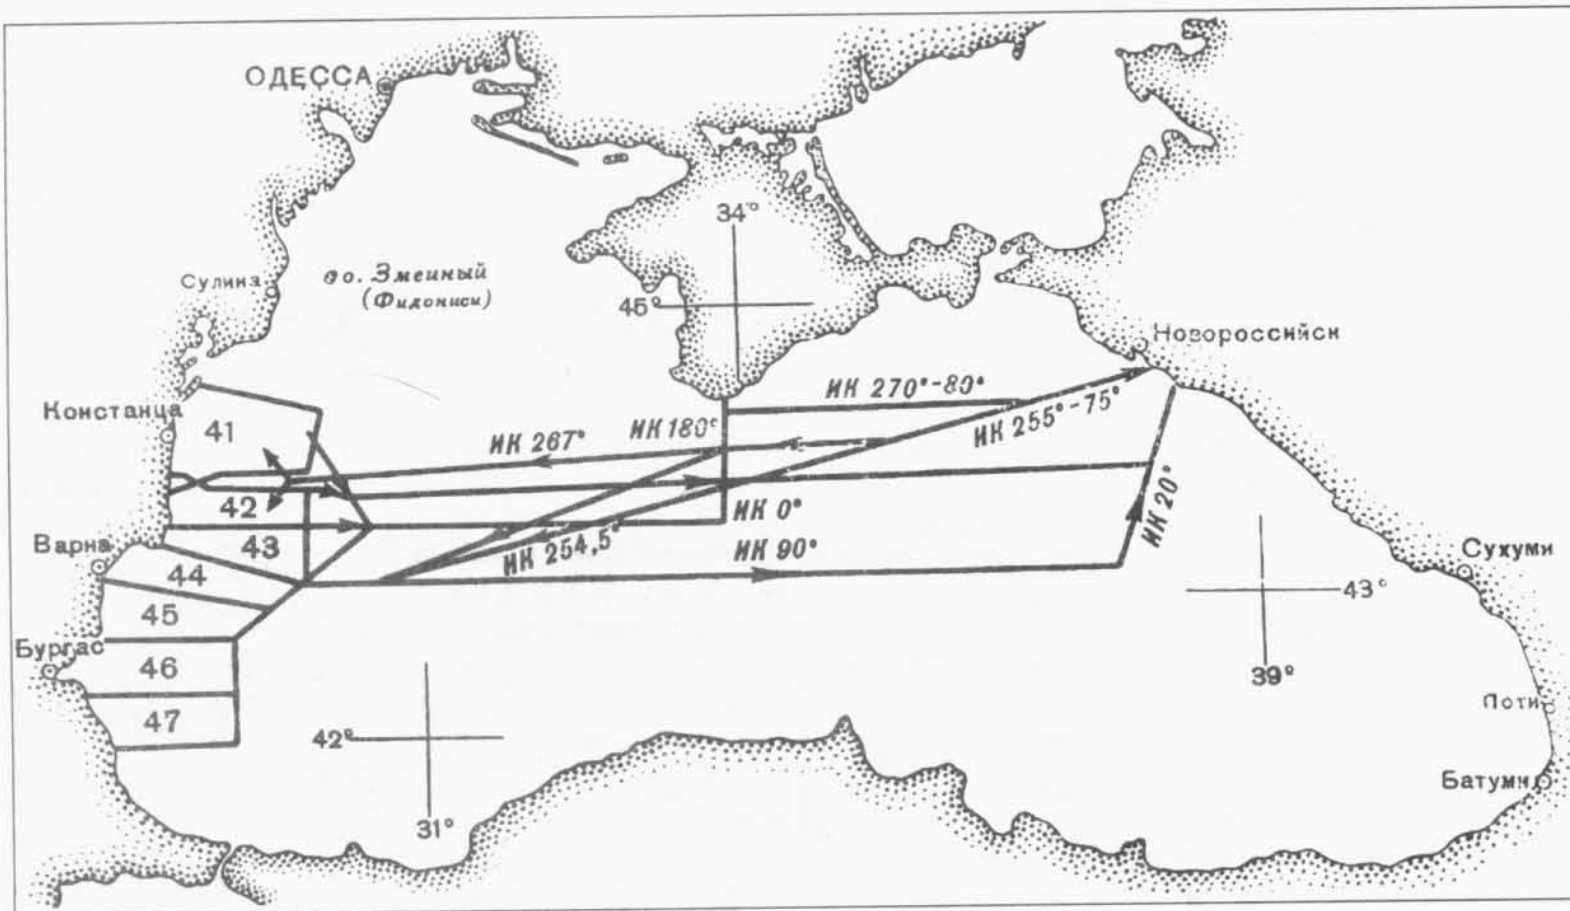 ОДЕССА
34°
Сулина
о. Змеиный
(Фидониси)
45°
Новороссийск
Констанца
41
ИК 267°
ИК 180°
ИК 270°-80°
ИК 255°-75°
42
ИК 0°
ИК 20°
Варна
43
ИК 254,5°
ИК 90°
Сухуми
44
43°
45
Бургас
46
39°
47
42°
Поти
Батуми
31°